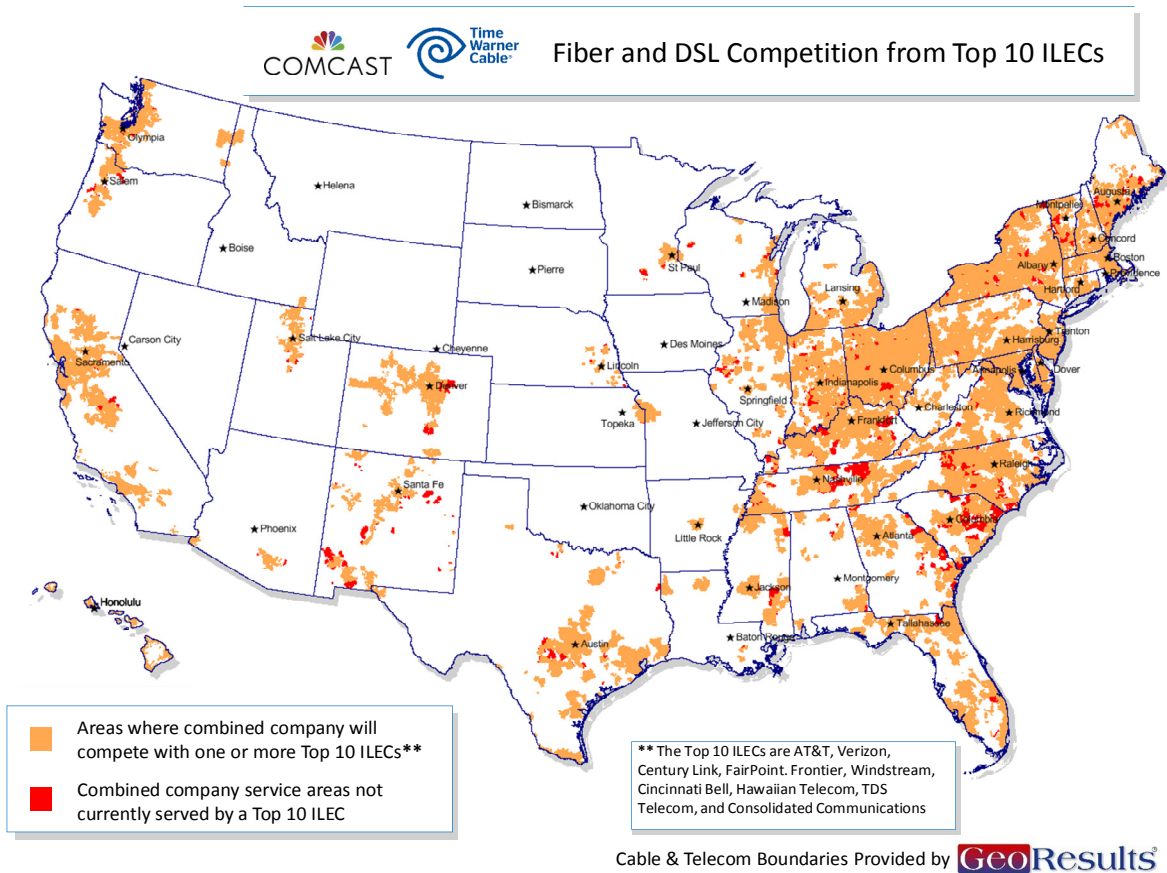 COMCAST
Time
Warner
Cable®
Fiber and DSL Competition from Top 10 ILECs
Olympia
Salem
Helena
Bismarck
Boise
Pierre
St Paul
Augusta
Montpelier
Concord
Albany
Boston
Providence
Hartford
Lansing
Madison
Carson City
Sacramento
Salt Lake City
Cheyenne
Des Moines
Lincoln
Trenton
Harrisburg
Columbus
Annapolis
Dover
Denver
Indianapolis
Springfield
Topeka
Jefferson City
Charleston
Frankfort
Richmond
Raleigh
Nashville
Santa Fe
Oklahoma City
Little Rock
Phoenix
Columbia
Atlanta
Montgomery
Jackson
Honolulu
Tallahassee
Baton Rouge
Austin
Areas where combined company will
compete with one or more Top 10 ILECs**
Combined company service areas not
currently served by a Top 10 ILEC
** The Top 10 ILECs are AT&T, Verizon,
Century Link, FairPoint. Frontier, Windstream,
Cincinnati Bell, Hawaiian Telecom, TDS
Telecom, and Consolidated Communications
Cable & Telecom Boundaries Provided by GeoResults®